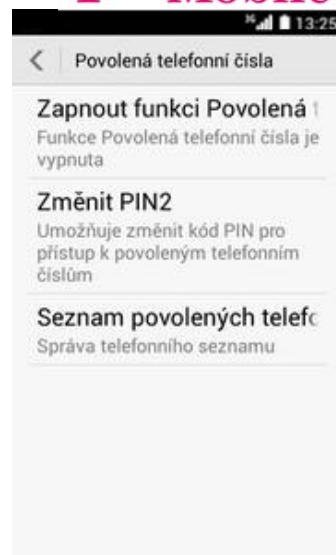 13:25
Povolená telefonní čísla
Zapnout funkci Povolená
Funkce Povolená telefonní čísla je
vypnuta
Změnit PIN2
Umožňuje změnit kód PIN pro
přístup k povoleným telefonním
číslům
Seznam povolených telefo
Správa telefonního seznamu